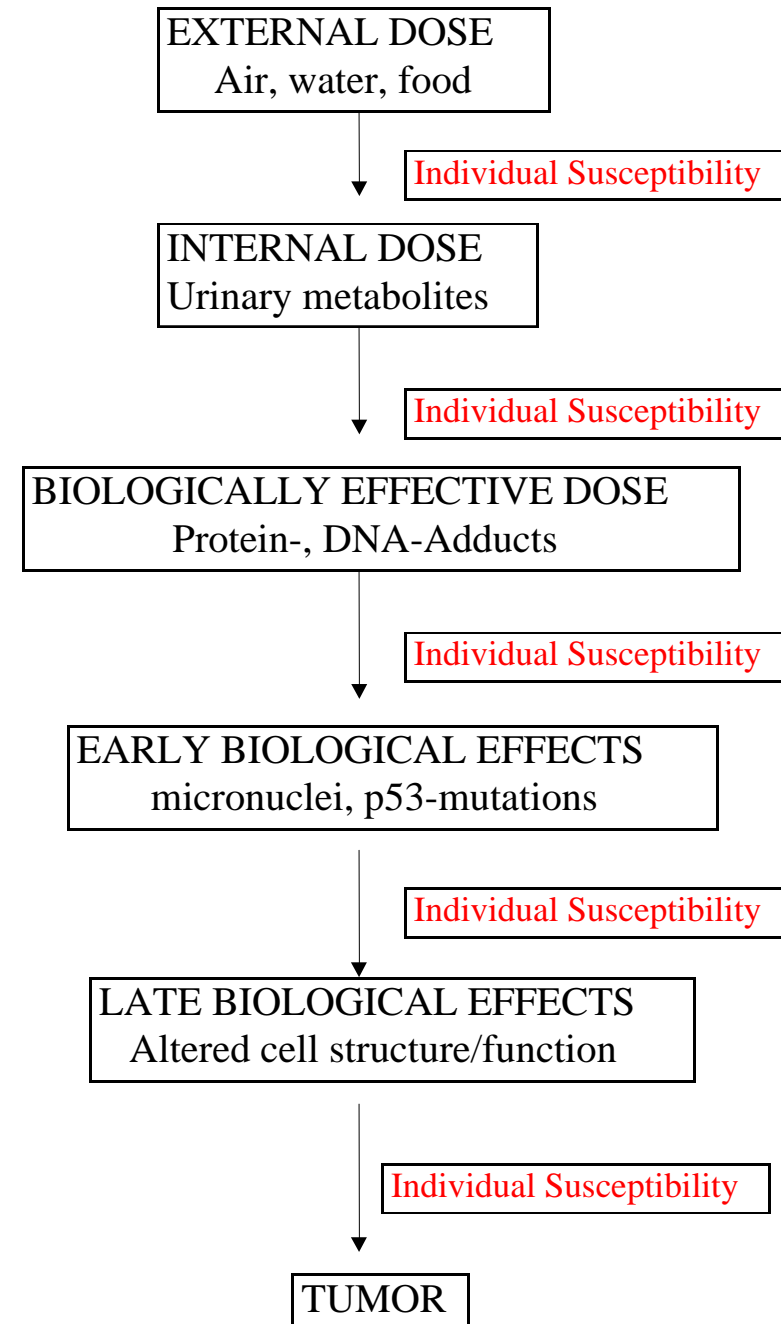 EXTERNAL DOSE
Air, water, food
Individual Susceptibility
INTERNAL DOSE
Urinary metabolites
Individual Susceptibility
BIOLOGICALLY EFFECTIVE DOSE
Protein-, DNA-Adducts
Individual Susceptibility
EARLY BIOLOGICAL EFFECTS
micronuclei, p53-mutations
Individual Susceptibility
LATE BIOLOGICAL EFFECTS
Altered cell structure/function
Individual Susceptibility
TUMOR